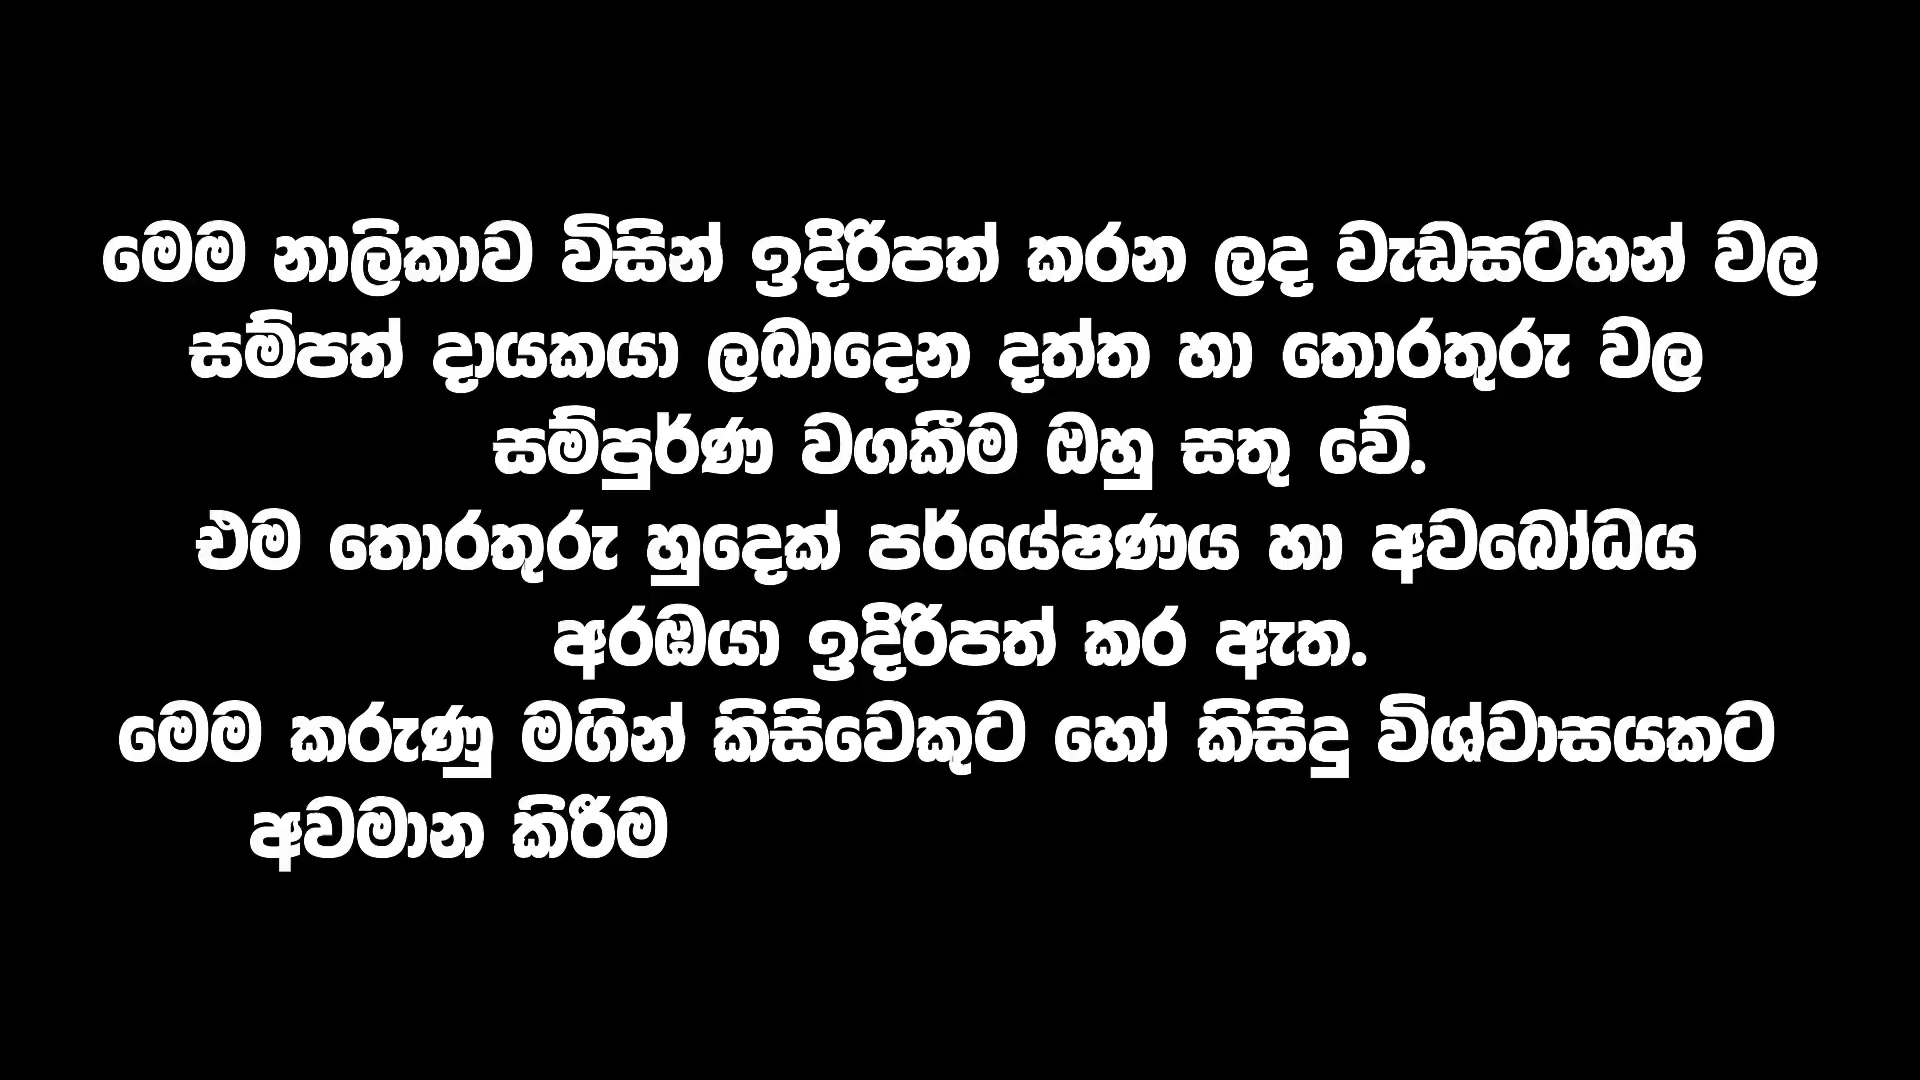 මෙම නාලිකාව විසින් ඉදිරිපත් කරන ලද වැඩසටහන් වල
සම්පත් දායකයා ලබාදෙන දත්ත හා තොරතුරු වල
සම්පුර්ණ වගකීම ඔහු සතු වේ.
එම තොරතුරු හුදෙක් පර්යේෂණය හා අවබෝධය
අරඹයා ඉදිරිපත් කර ඇත.
මෙම කරුණු මගින් කිසිවෙකුට හෝ කිසිදු විශ්වාසයකට
අවමාන කිරීම